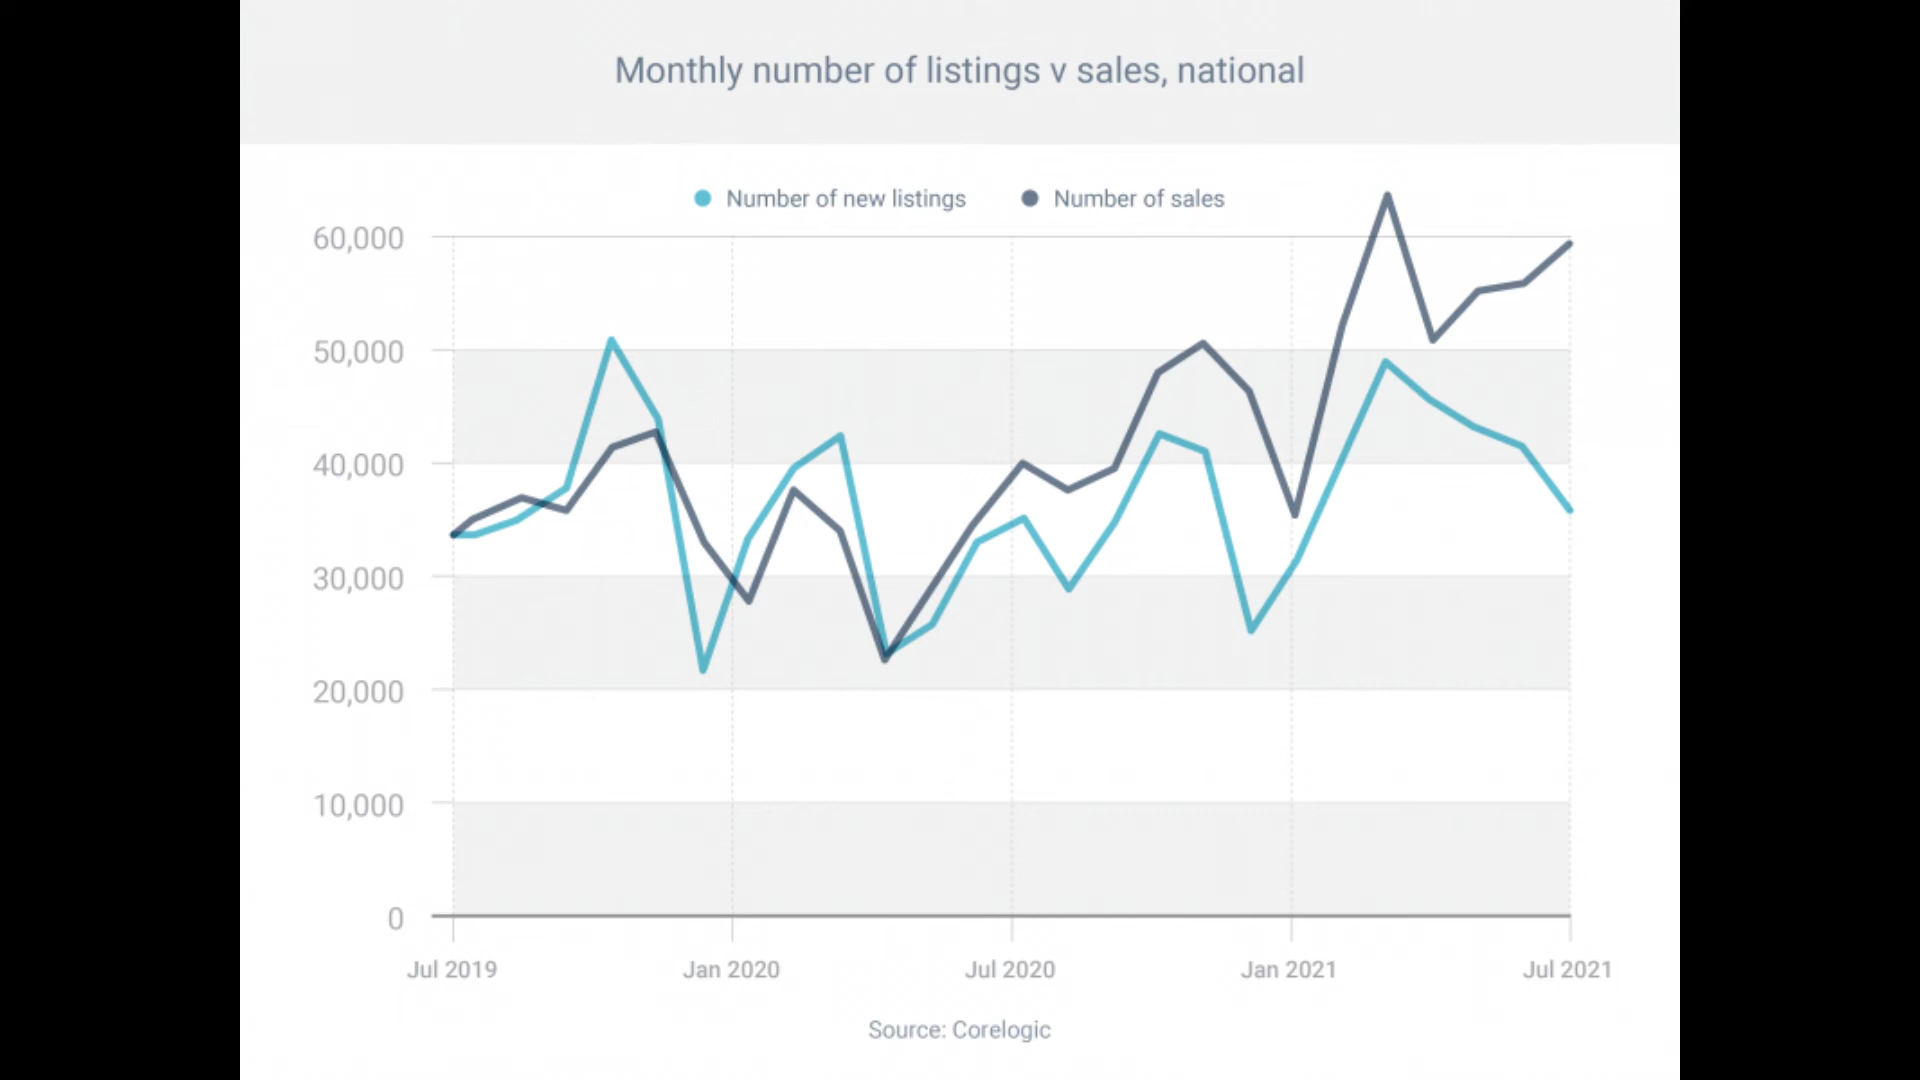 Monthly number of listings v sales, national
Number of new listings
Number of sales
60,000
50,000
40,000
30,000
20,000
10,000
0
Jul 2019
Jan 2020
Jul 2020
Jan 2021
Jul 2021
Source: Corelogic